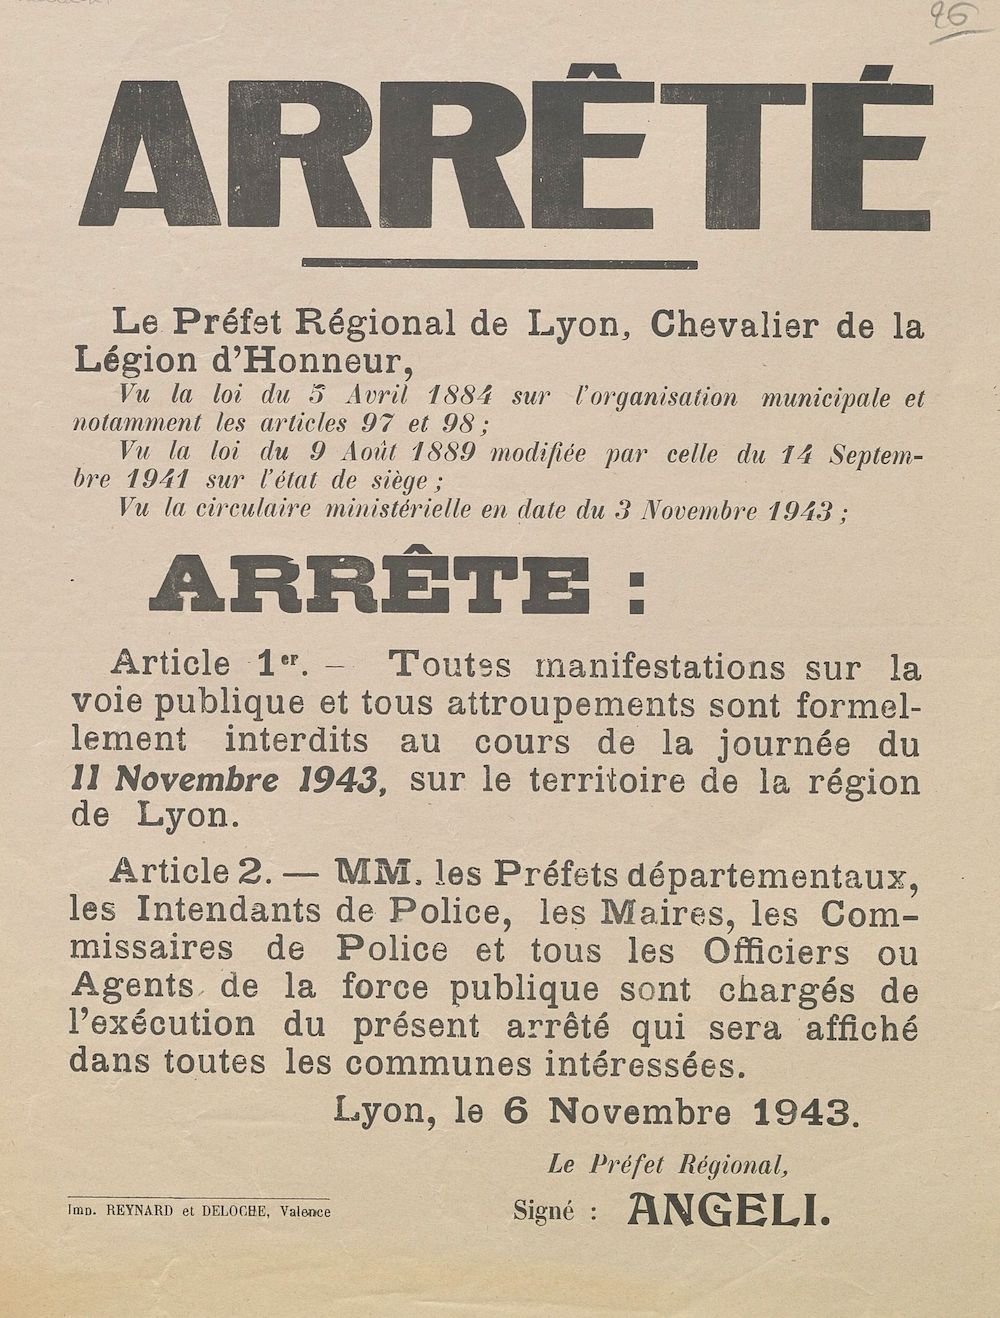 26
ARRÊTÉ
Le Préfet Régional de Lyon, Chevalier de la
Légion d'Honneur,
Vu la loi du 5 Avril 1884 sur l'organisation municipale et
notamment les articles 97 et 98 ;
Vu la loi du 9 Août 1889 modifiée par celle du 14 Septem-
bre 1941 sur l'état de siège ;
Vu la circulaire ministérielle en date du 3 Novembre 1943 ;
ARRÊTE :
Article 1er. – Toutes manifestations sur la
voie publique et tous attroupements sont formel-
lement interdits au cours de la journée du
11 Novembre 1943, sur le territoire de la région
de Lyon.
Article 2. — MM. les Préfets départementaux,
les Intendants de Police, les Maires, les Com-
missaires de Police et tous les Officiers ou
Agents de la force publique sont chargés de
l'exécution du présent arrêté qui sera affiché
dans toutes les communes intéressées.
Lyon, le 6 Novembre 1943.
Le Préfet Régional,
Signé : ANGELI.
Imp. REYNARD et DELOCHE, Valence